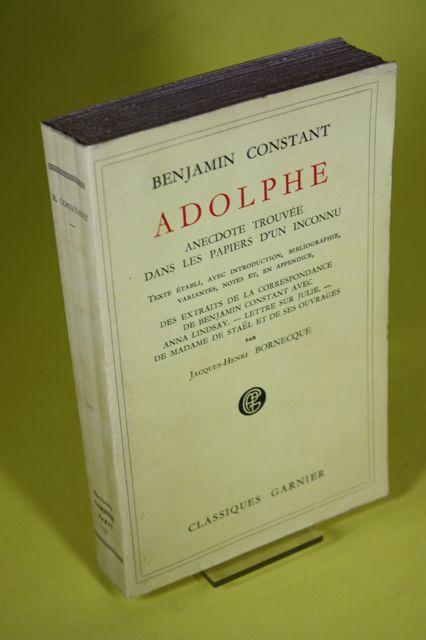 BENJAMIN CONSTANT
ADOLPHE
ANECDOTE TROUVÉE
DANS LES PAPIERS D'UN INCONNU
TEXTE ÉTABLI, AVEC INTRODUCTION, BIBLIOGRAPHIE,
VARIANTES, NOTES ET, EN APPENDICE,
DES EXTRAITS DE LA CORRESPONDANCE
DE BENJAMIN CONSTANT AVEC
ANNA LINDSAY. — LETTRE SUR JULIE. —
DE MADAME DE STAËL ET DE SES OUVRAGES
PAR
JACQUES-HENRI BORNECQUE
CLASSIQUES GARNIER
B. CONSTANT
GARNIER
PARIS